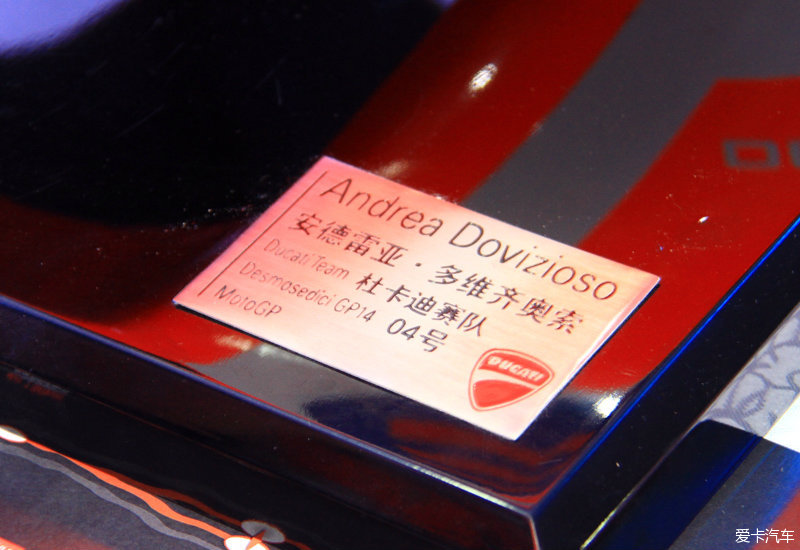 Andrea Dovizioso
安德雷亚·多维齐奥索
Ducati Team 杜卡迪赛队
Desmosedici GP14 04号
MotoGP
DUCATI
爱卡汽车